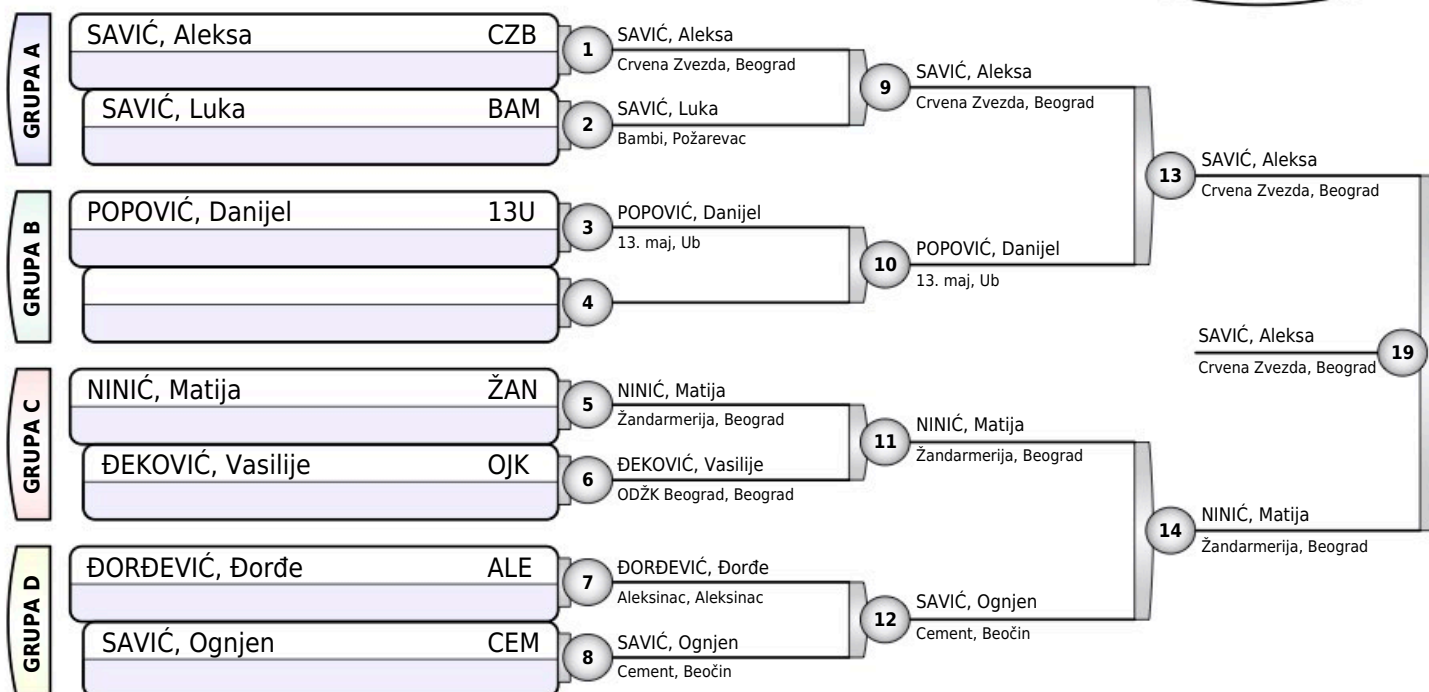 GRUPA A
SAVIĆ, Aleksa CZB
SAVIĆ, Luka BAM
1
SAVIĆ, Aleksa
Crvena Zvezda, Beograd
2
SAVIĆ, Luka
Bambi, Požarevac
9
SAVIĆ, Aleksa
Crvena Zvezda, Beograd
GRUPA B
POPOVIĆ, Danijel 13U
3
POPOVIĆ, Danijel
13. maj, Ub
4
10
POPOVIĆ, Danijel
13. maj, Ub
13
SAVIĆ, Aleksa
Crvena Zvezda, Beograd
GRUPA C
NINIĆ, Matija ŽAN
ĐEKOVIĆ, Vasilije OJK
5
NINIĆ, Matija
Žandarmerija, Beograd
6
ĐEKOVIĆ, Vasilije
ODŽK Beograd, Beograd
11
NINIĆ, Matija
Žandarmerija, Beograd
GRUPA D
ĐORĐEVIĆ, Đorđe ALE
SAVIĆ, Ognjen CEM
7
ĐORĐEVIĆ, Đorđe
Aleksinac, Aleksinac
8
SAVIĆ, Ognjen
Cement, Beočin
12
SAVIĆ, Ognjen
Cement, Beočin
14
NINIĆ, Matija
Žandarmerija, Beograd
SAVIĆ, Aleksa
Crvena Zvezda, Beograd
19